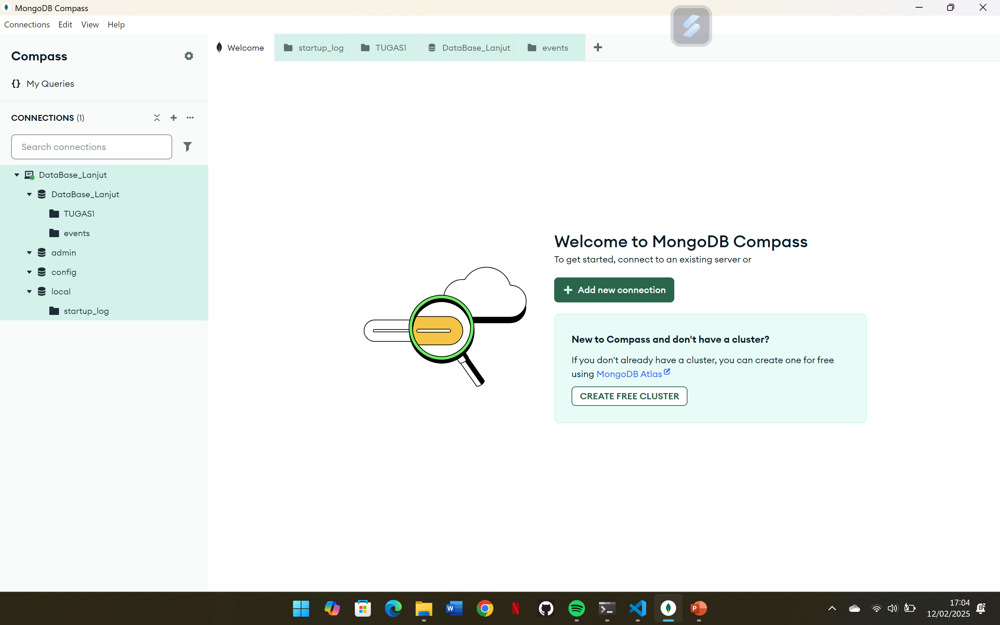 MongoDB Compass
Connections Edit View Help
Compass
{} My Queries
CONNECTIONS (1)
Search connections
DataBase_Lanjut
DataBase_Lanjut
TUGAS1
events
admin
config
local
startup_log
Welcome startup_log TUGAS1 DataBase_Lanjut events
Welcome to MongoDB Compass
To get started, connect to an existing server or
Add new connection
New to Compass and don't have a cluster?
If you don't already have a cluster, you can create one for free
using MongoDB Atlas
CREATE FREE CLUSTER
17:04
12/02/2025